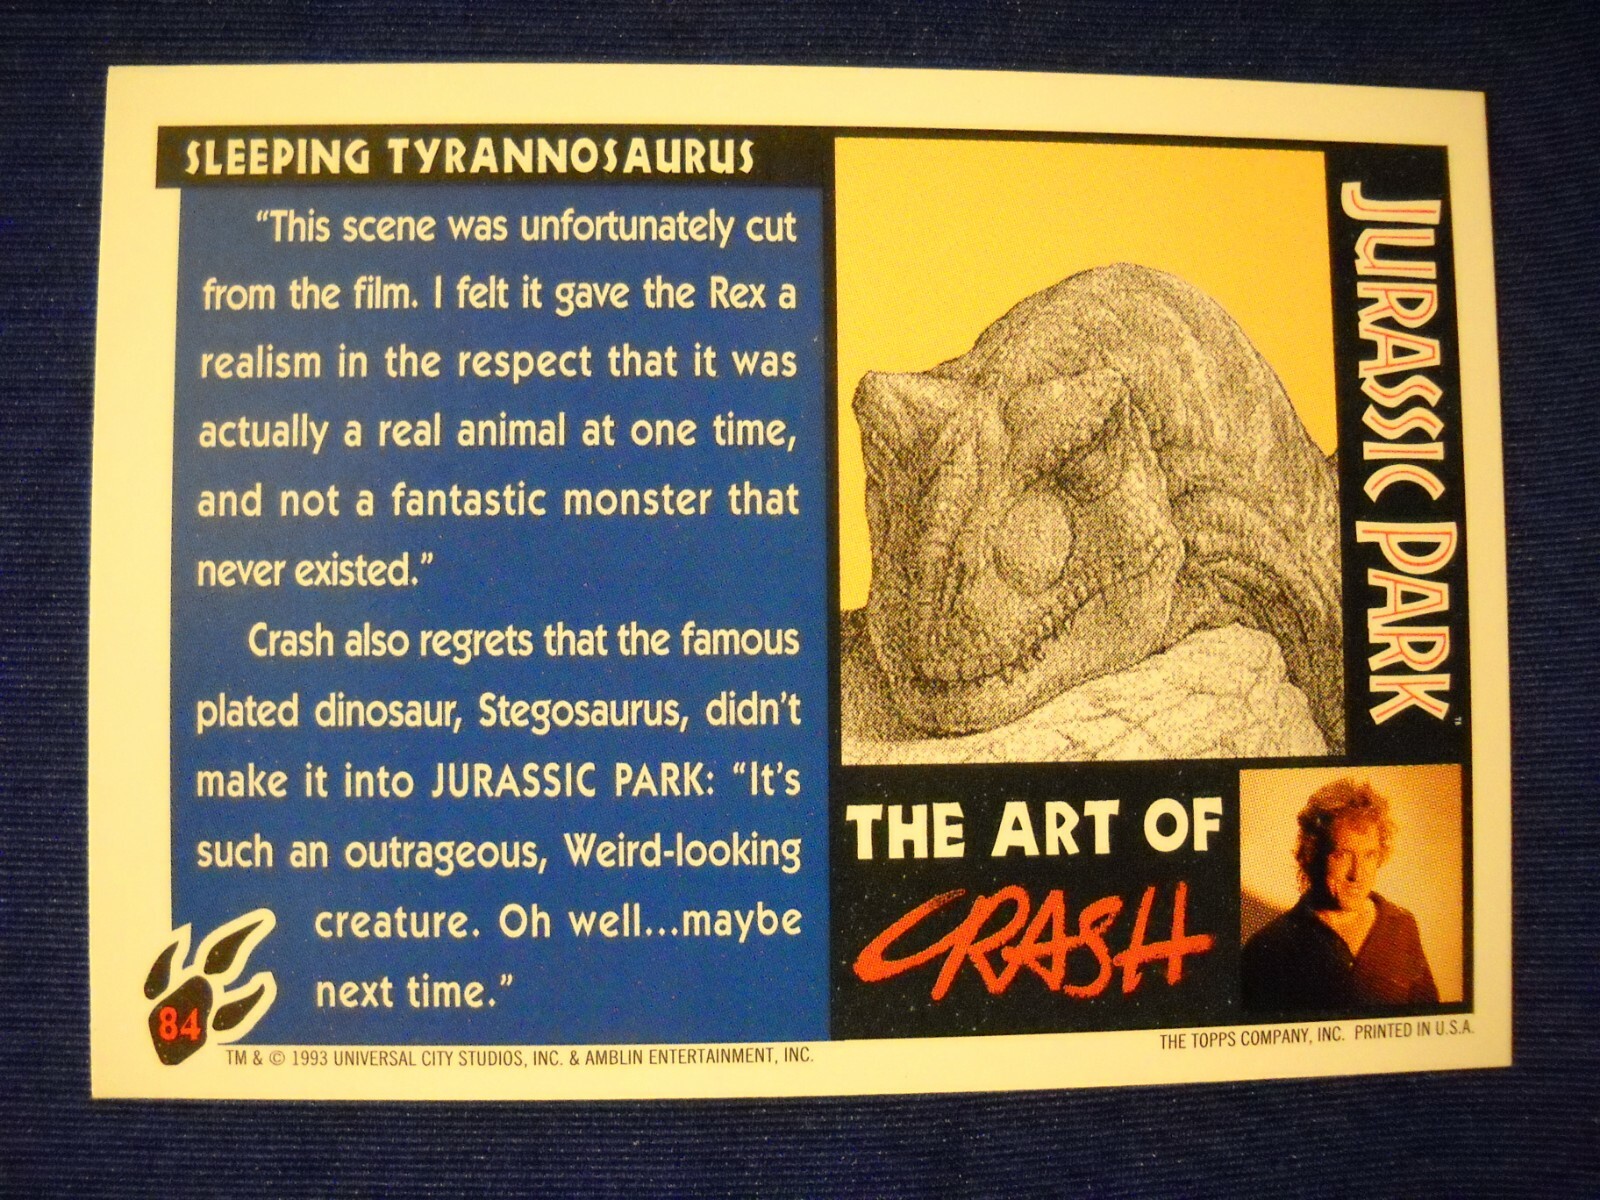 SLEEPING TYRANNOSAURUS
“This scene was unfortunately cut
from the film. I felt it gave the Rex a
realism in the respect that it was
actually a real animal at one time,
and not a fantastic monster that
never existed.”
Crash also regrets that the famous
plated dinosaur, Stegosaurus, didn’t
make it into JURASSIC PARK: “It’s
such an outrageous, Weird-looking
creature. Oh well...maybe
next time.”
84
TM & © 1993 UNIVERSAL CITY STUDIOS, INC. & AMBLIN ENTERTAINMENT, INC.
JURASSIC PARK™
THE ART OF
CRASH
THE TOPPS COMPANY, INC. PRINTED IN U.S.A.